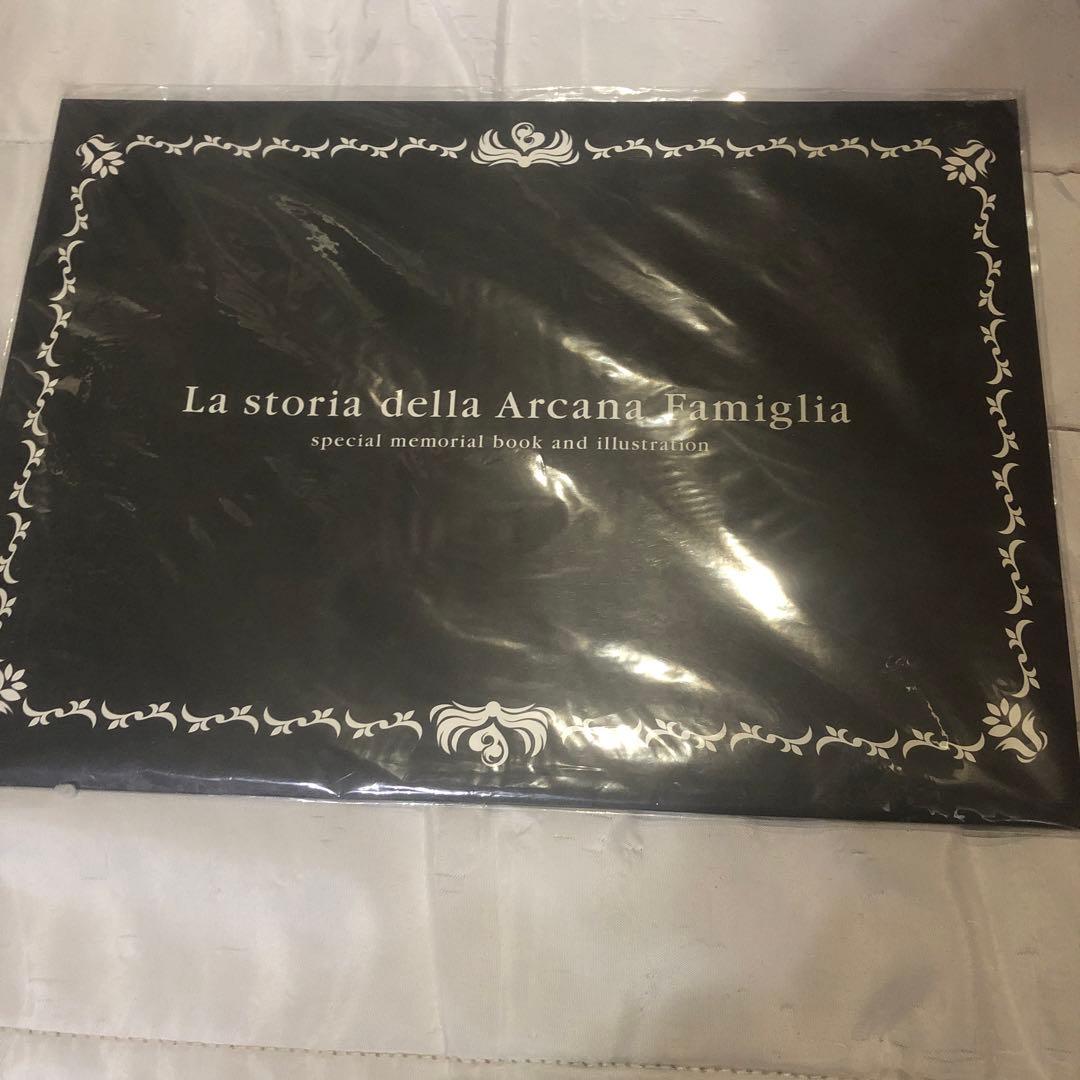 La storia della Arcana Famiglia
special memorial book and illustration